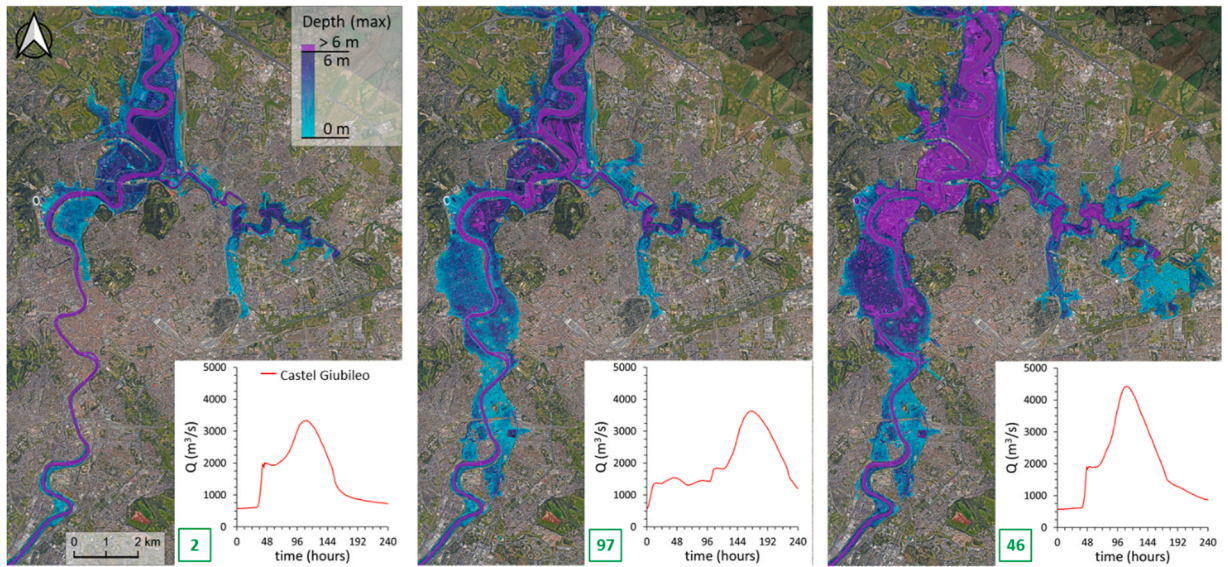 Depth (max)
> 6 m
6 m
0 m
0 1 2 km
2
5000
4000
3000
2000
1000
0
Q (m³/s)
Castel Giubileo
0 48 96 144 192 240
time (hours)
97
5000
4000
3000
2000
1000
0
Q (m³/s)
0 48 96 144 192 240
time (hours)
46
5000
4000
3000
2000
1000
0
Q (m³/s)
0 48 96 144 192 240
time (hours)